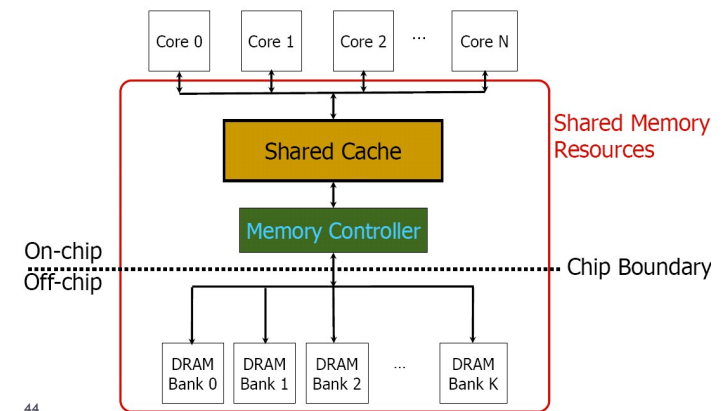 Core 0
Core 1
Core 2
...
Core N
Shared Memory
Resources
Shared Cache
Memory Controller
On-chip
Off-chip
Chip Boundary
DRAM
Bank 0
DRAM
Bank 1
DRAM
Bank 2
...
DRAM
Bank K
44